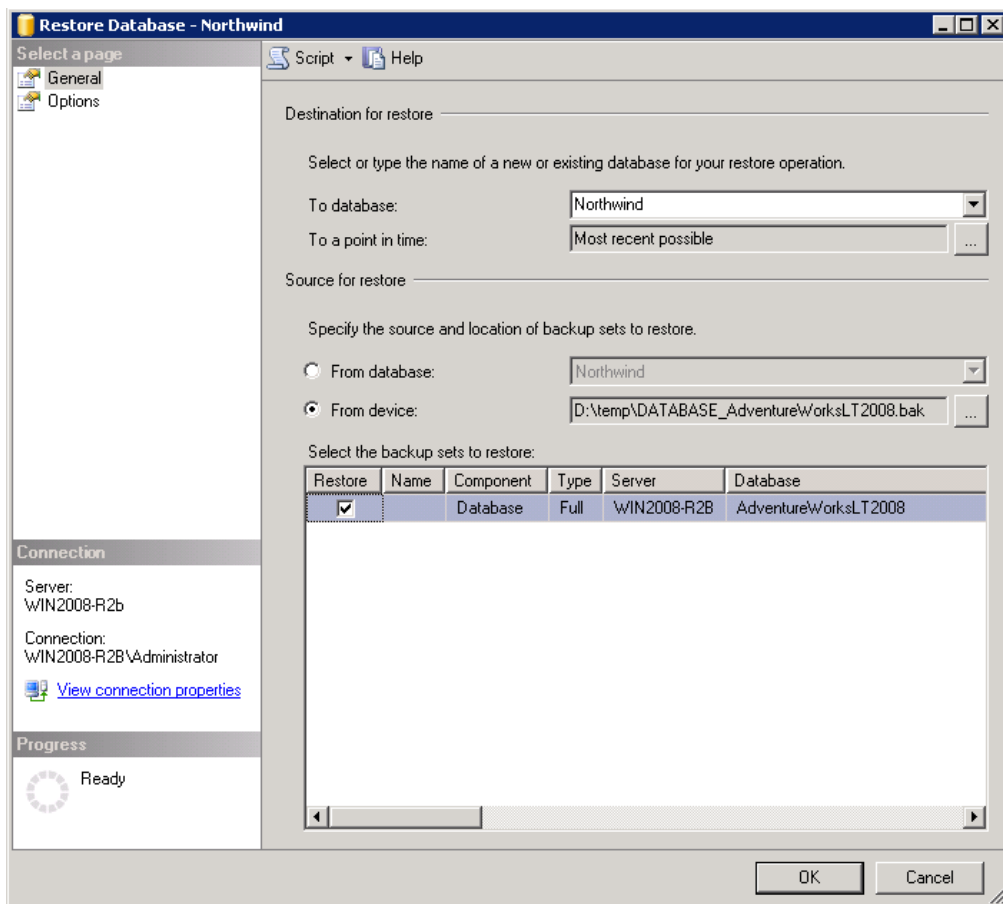 Restore Database - Northwind
Select a page
General
Options
Script
Help
Destination for restore
Select or type the name of a new or existing database for your restore operation.
To database:
Northwind
To a point in time:
Most recent possible
...
Source for restore
Specify the source and location of backup sets to restore.
From database:
Northwind
From device:
D:\temp\DATABASE_AdventureWorksLT2008.bak
...
Select the backup sets to restore:
Restore Name Component Type Server Database
Database Full WIN2008-R2B AdventureWorksLT2008
Connection
Server:
WIN2008-R2b
Connection:
WIN2008-R2B\Administrator
View connection properties
Progress
Ready
OK
Cancel